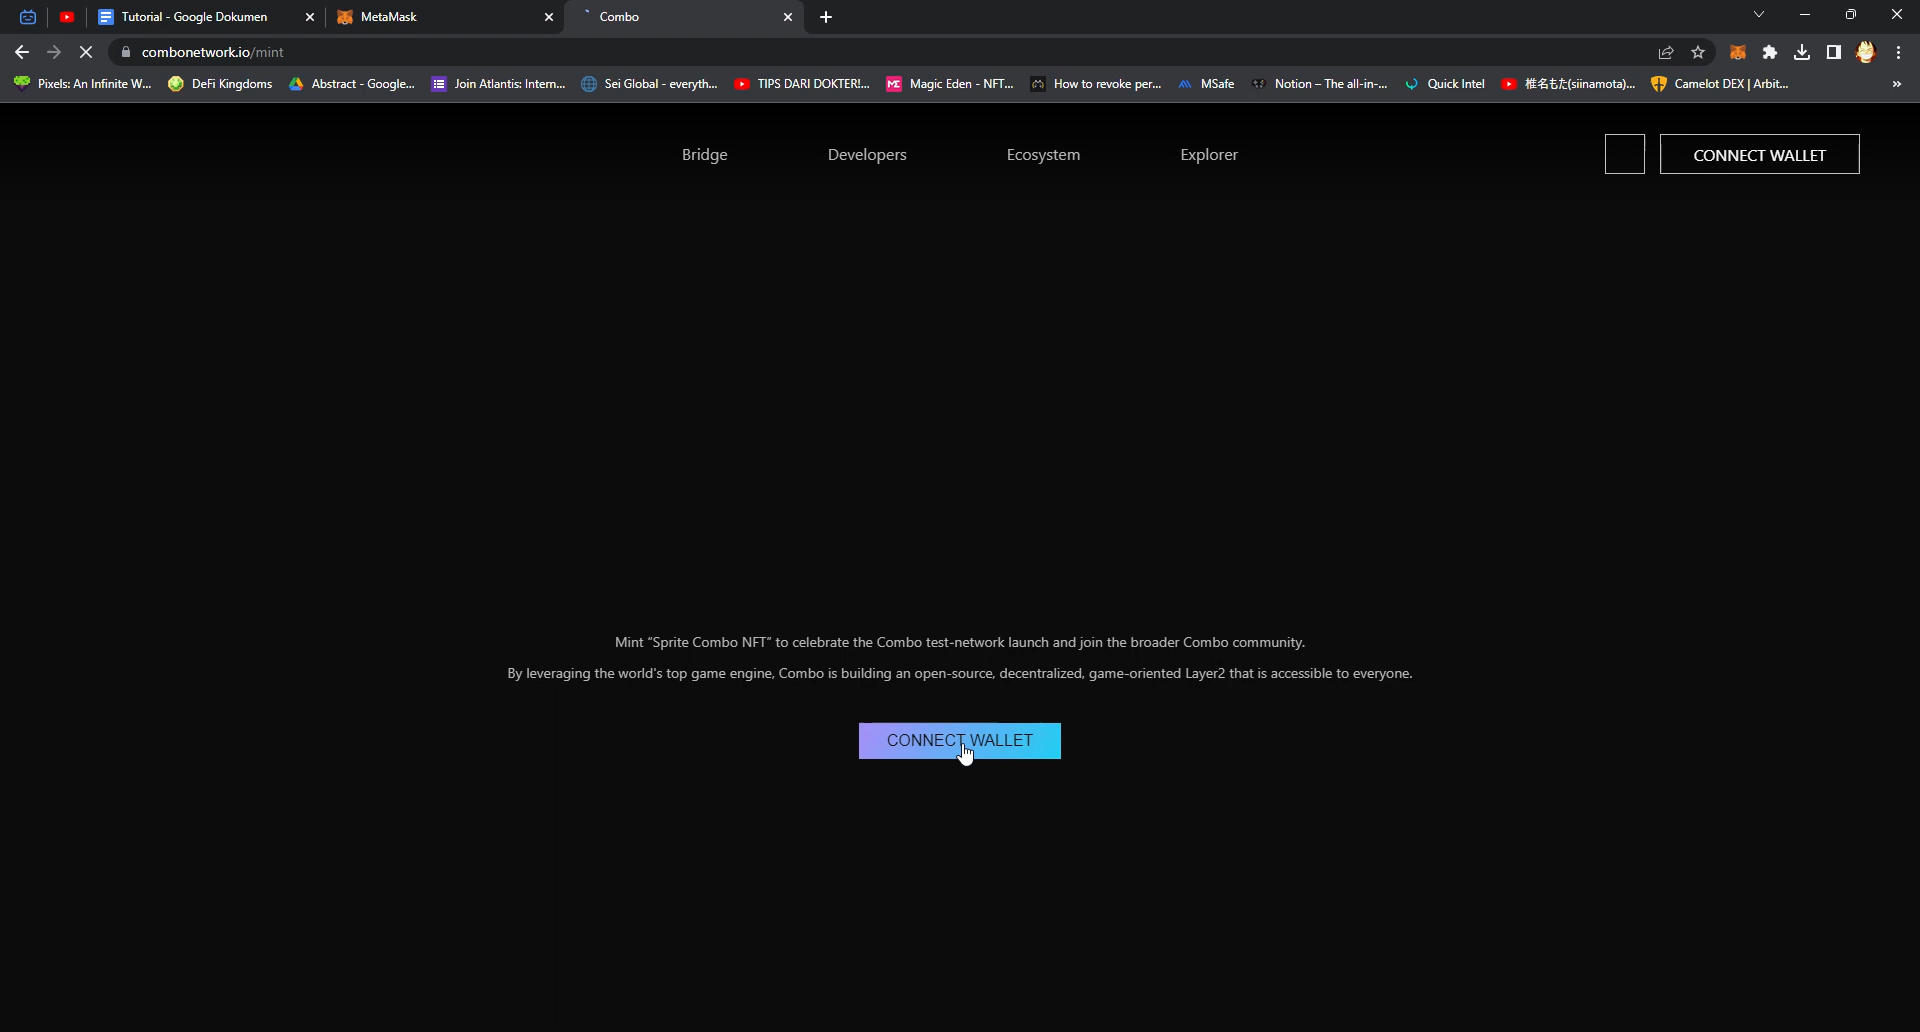 Tutorial - Google Dokumen
MetaMask
Combo
combonetwork.io/mint
Pixels: An Infinite W...
DeFi Kingdoms
Abstract - Google...
Join Atlantis: Intern...
Sei Global - everyth...
TIPS DARI DOKTER!...
Magic Eden - NFT...
How to revoke per...
MSafe
Notion – The all-in-...
Quick Intel
椎名もた(siinamota)...
Camelot DEX | Arbit...
»
Bridge
Developers
Ecosystem
Explorer
CONNECT WALLET
Mint “Sprite Combo NFT” to celebrate the Combo test-network launch and join the broader Combo community.
By leveraging the world's top game engine, Combo is building an open-source, decentralized, game-oriented Layer2 that is accessible to everyone.
CONNECT WALLET